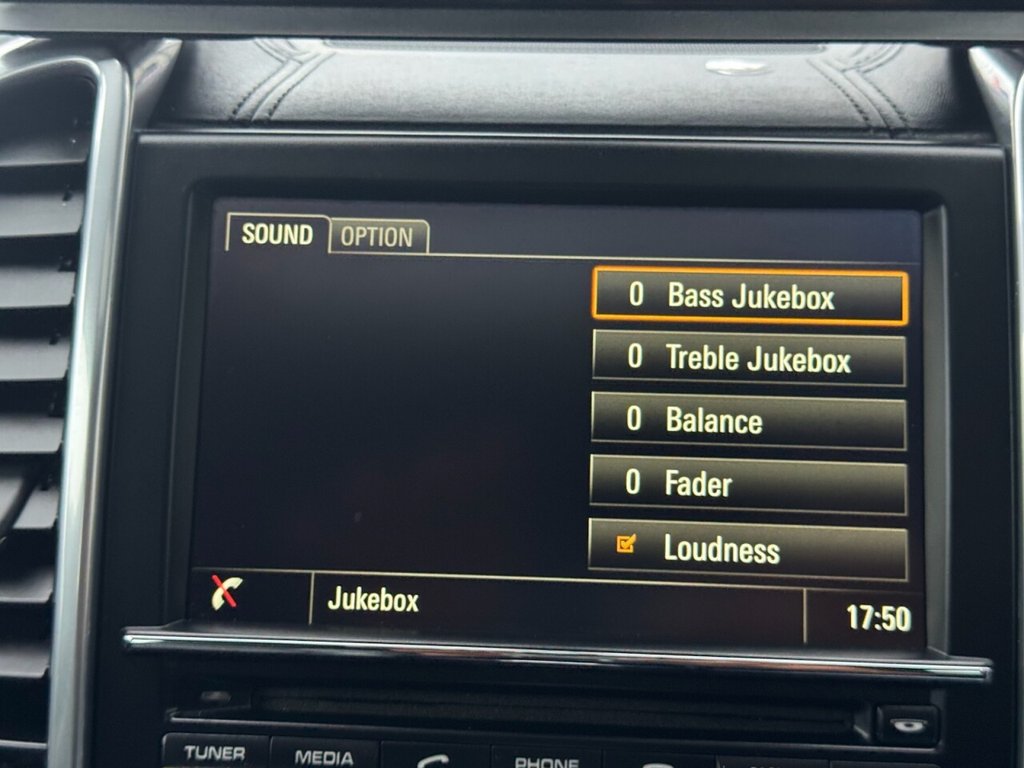 SOUND OPTION
0 Bass Jukebox
0 Treble Jukebox
0 Balance
0 Fader
Loudness
Jukebox 17:50
TUNER MEDIA PHONE